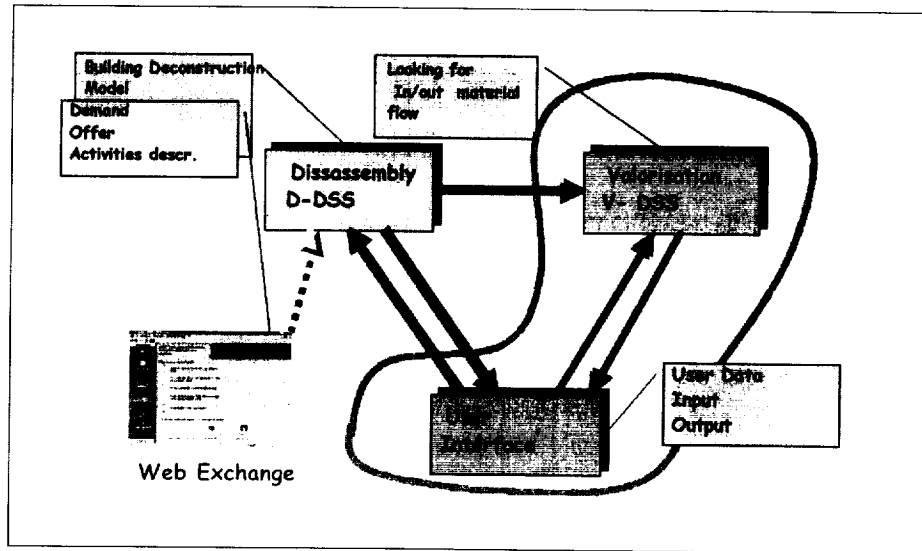 Building Deconstruction
Model
Demand
Offer
Activities descr.
Looking for
In/out material
flow
Dissassembly
D-DSS
Valorisation
V- DSS
User
Interface
User Data
Input
Output
Web Exchange